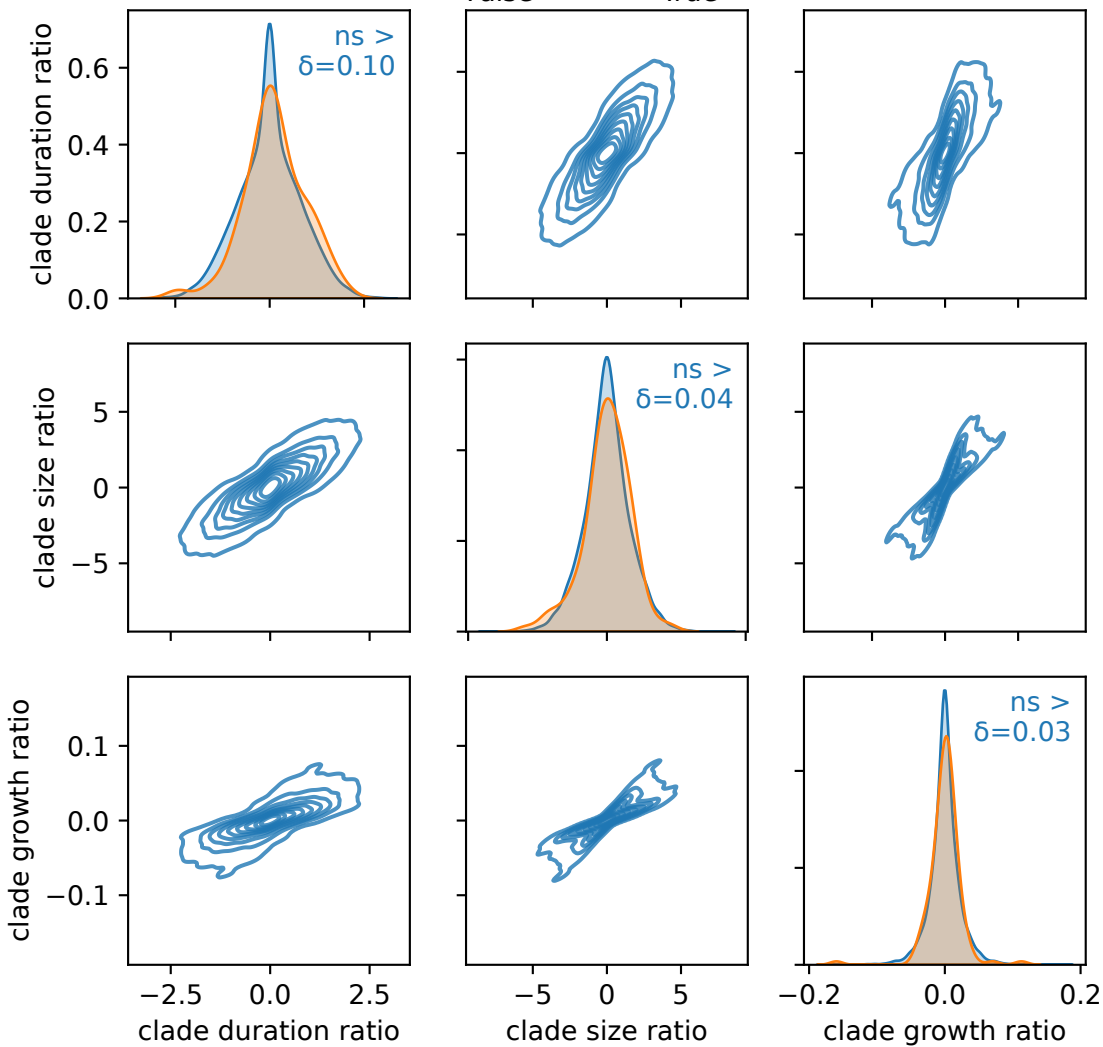 False True
clade duration ratio
0.6
0.4
0.2
0.0
ns >
δ=0.10
clade size ratio
5
0
−5
ns >
δ=0.04
clade growth ratio
0.1
0.0
−0.1
ns >
δ=0.03
−2.5 0.0 2.5
−5 0 5
−0.2 0.0 0.2
clade duration ratio
clade size ratio
clade growth ratio